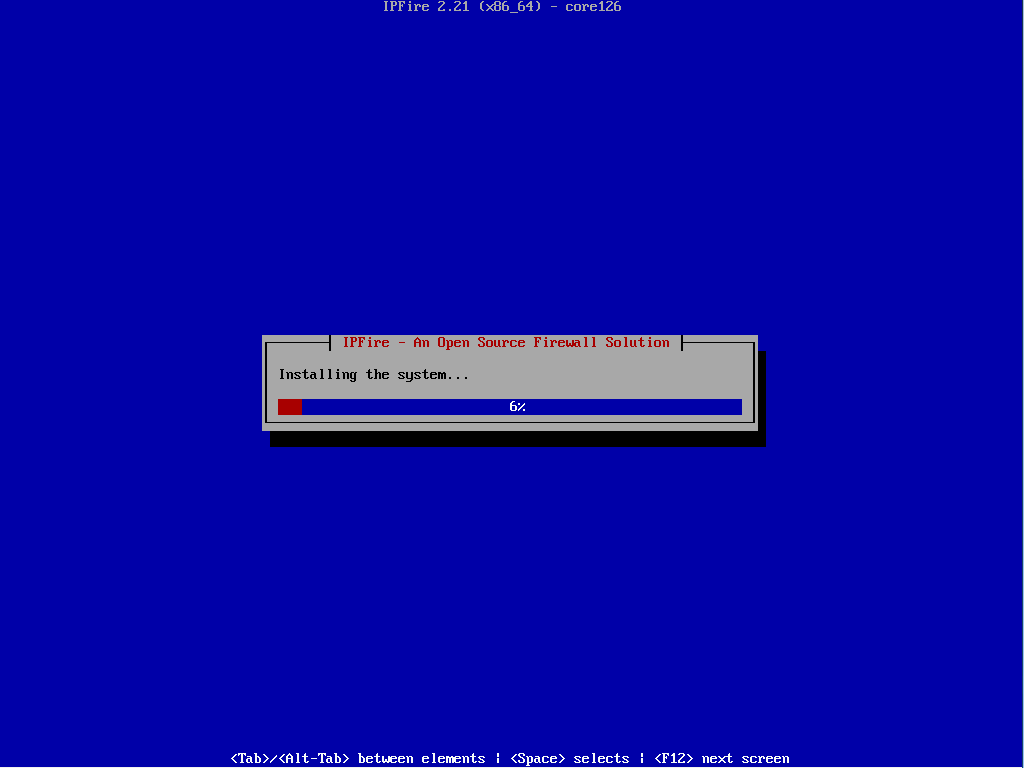 IPFire 2.21 (x86_64) - core126
IPFire - An Open Source Firewall Solution
Installing the system...
6%
<Tab>/<Alt-Tab> between elements | <Space> selects | <F12> next screen